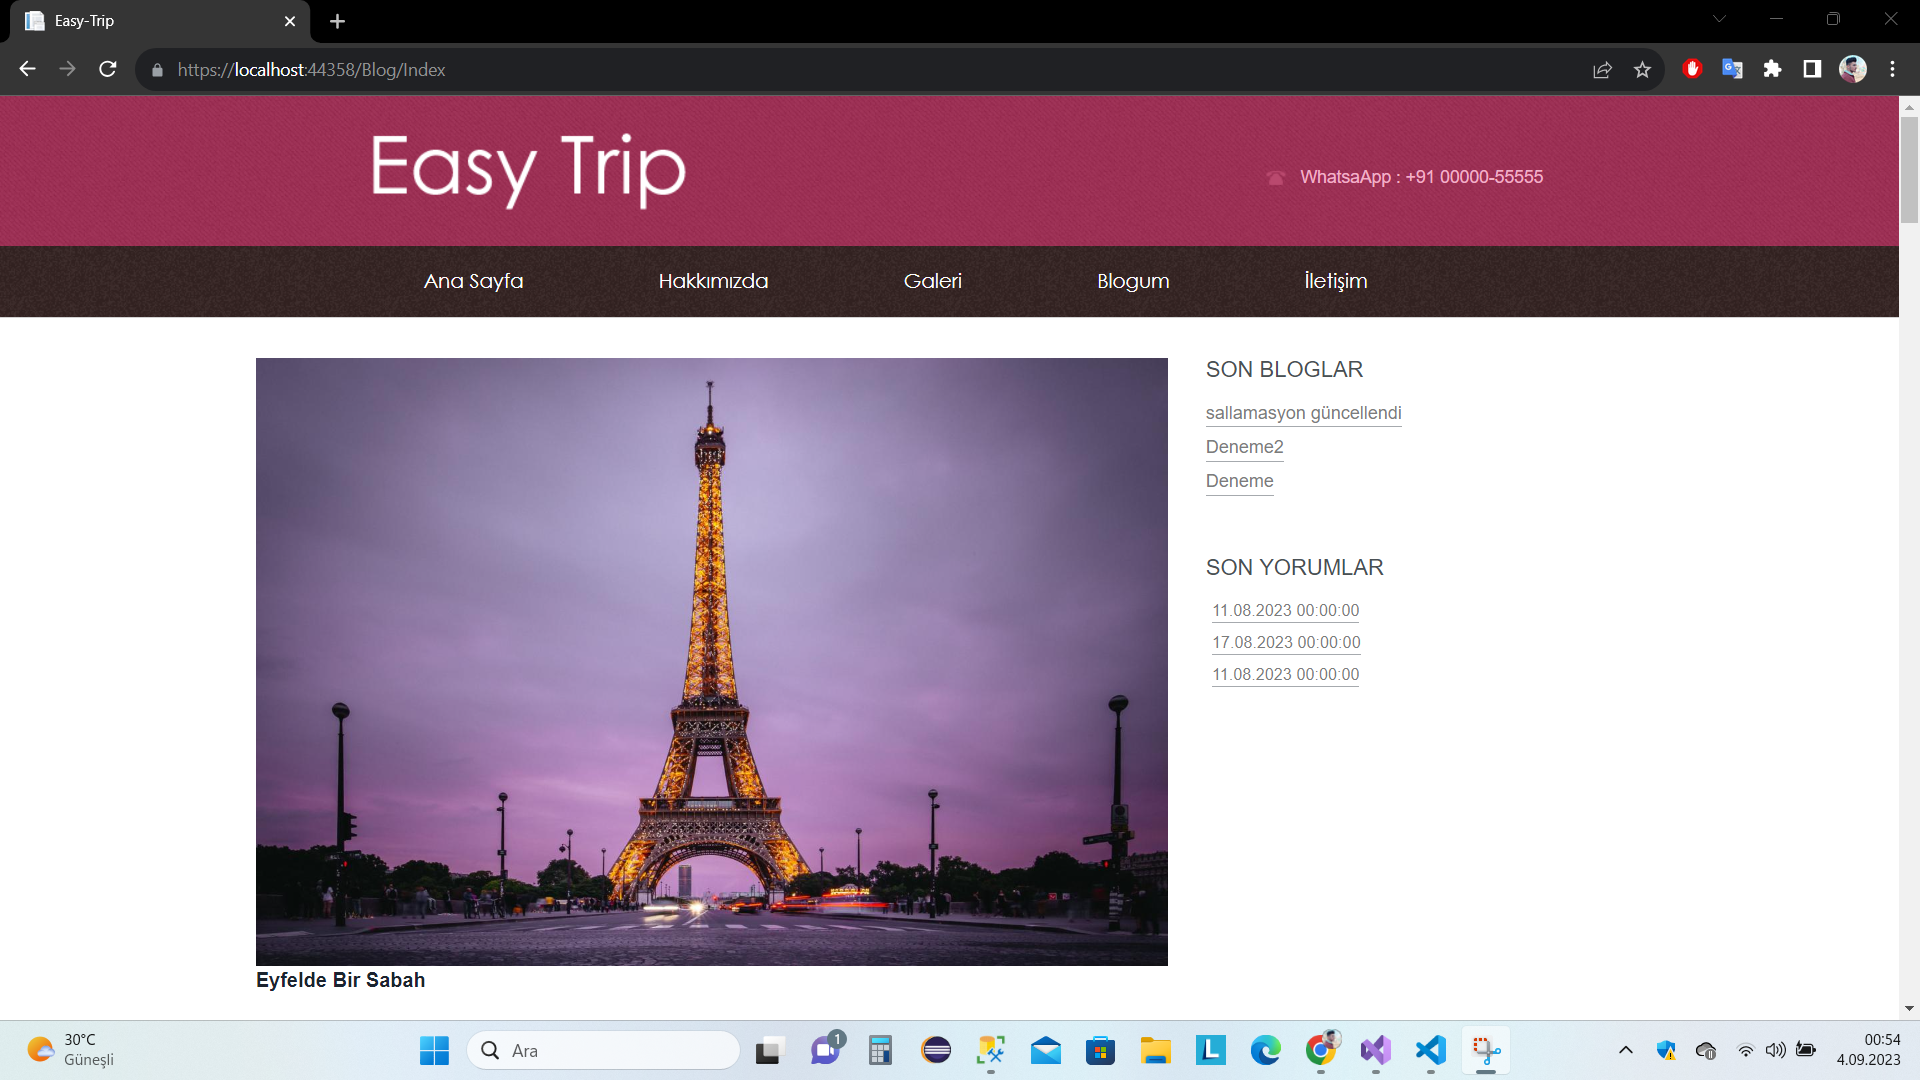 Easy-Trip
https://localhost:44358/Blog/Index
Easy Trip
WhatsaApp : +91 00000-55555
Ana Sayfa
Hakkımızda
Galeri
Blogum
İletişim
SON BLOGLAR
sallamasyon güncellendi
Deneme2
Deneme
SON YORUMLAR
11.08.2023 00:00:00
17.08.2023 00:00:00
11.08.2023 00:00:00
Eyfelde Bir Sabah
30°C
Güneşli
Ara
1
L
00:54
4.09.2023